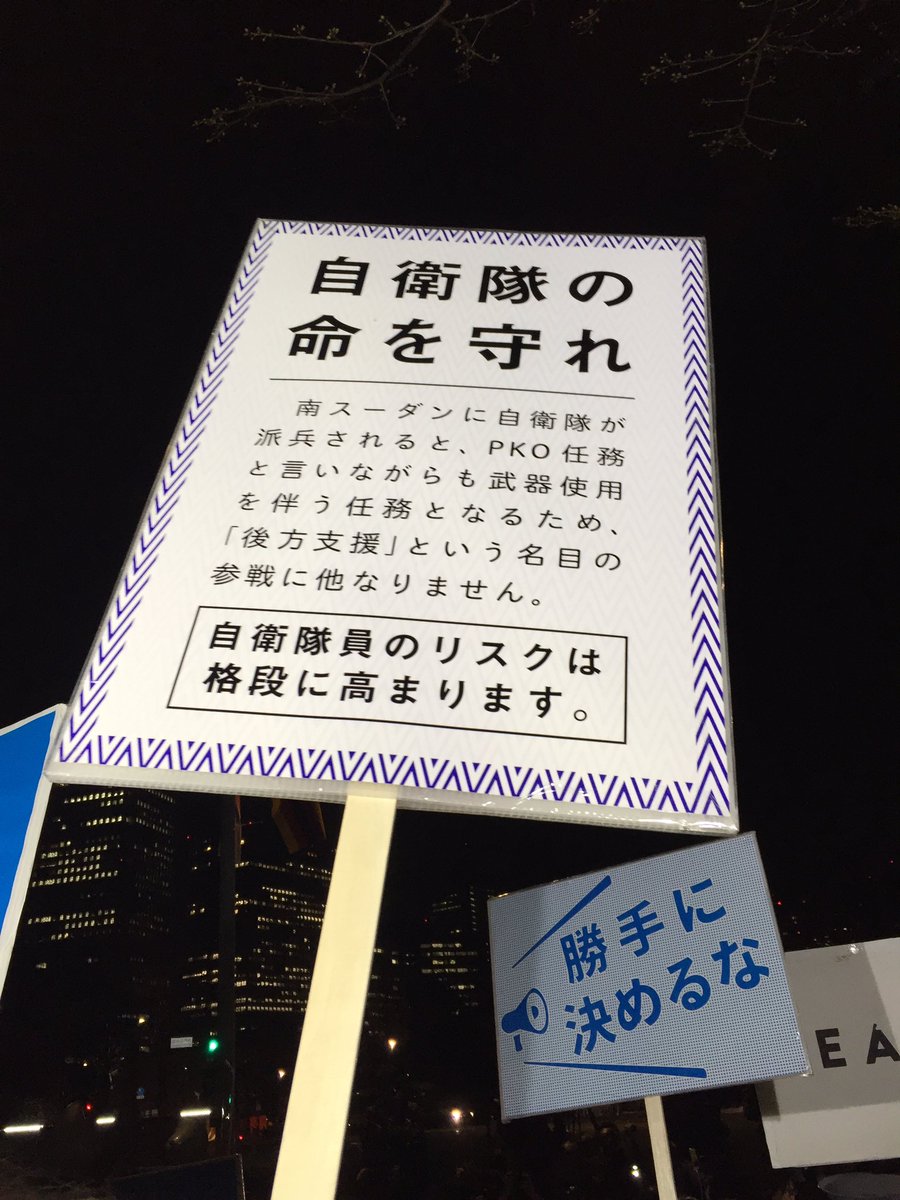 自衛隊の
命を守れ
南スーダンに自衛隊が
派兵されると、PKO任務
と言いながらも武器使用
を伴う任務となるため、
「後方支援」という名目の
参戦に他なりません。
自衛隊員のリスクは
格段に高まります。
勝手に
決めるな
EA